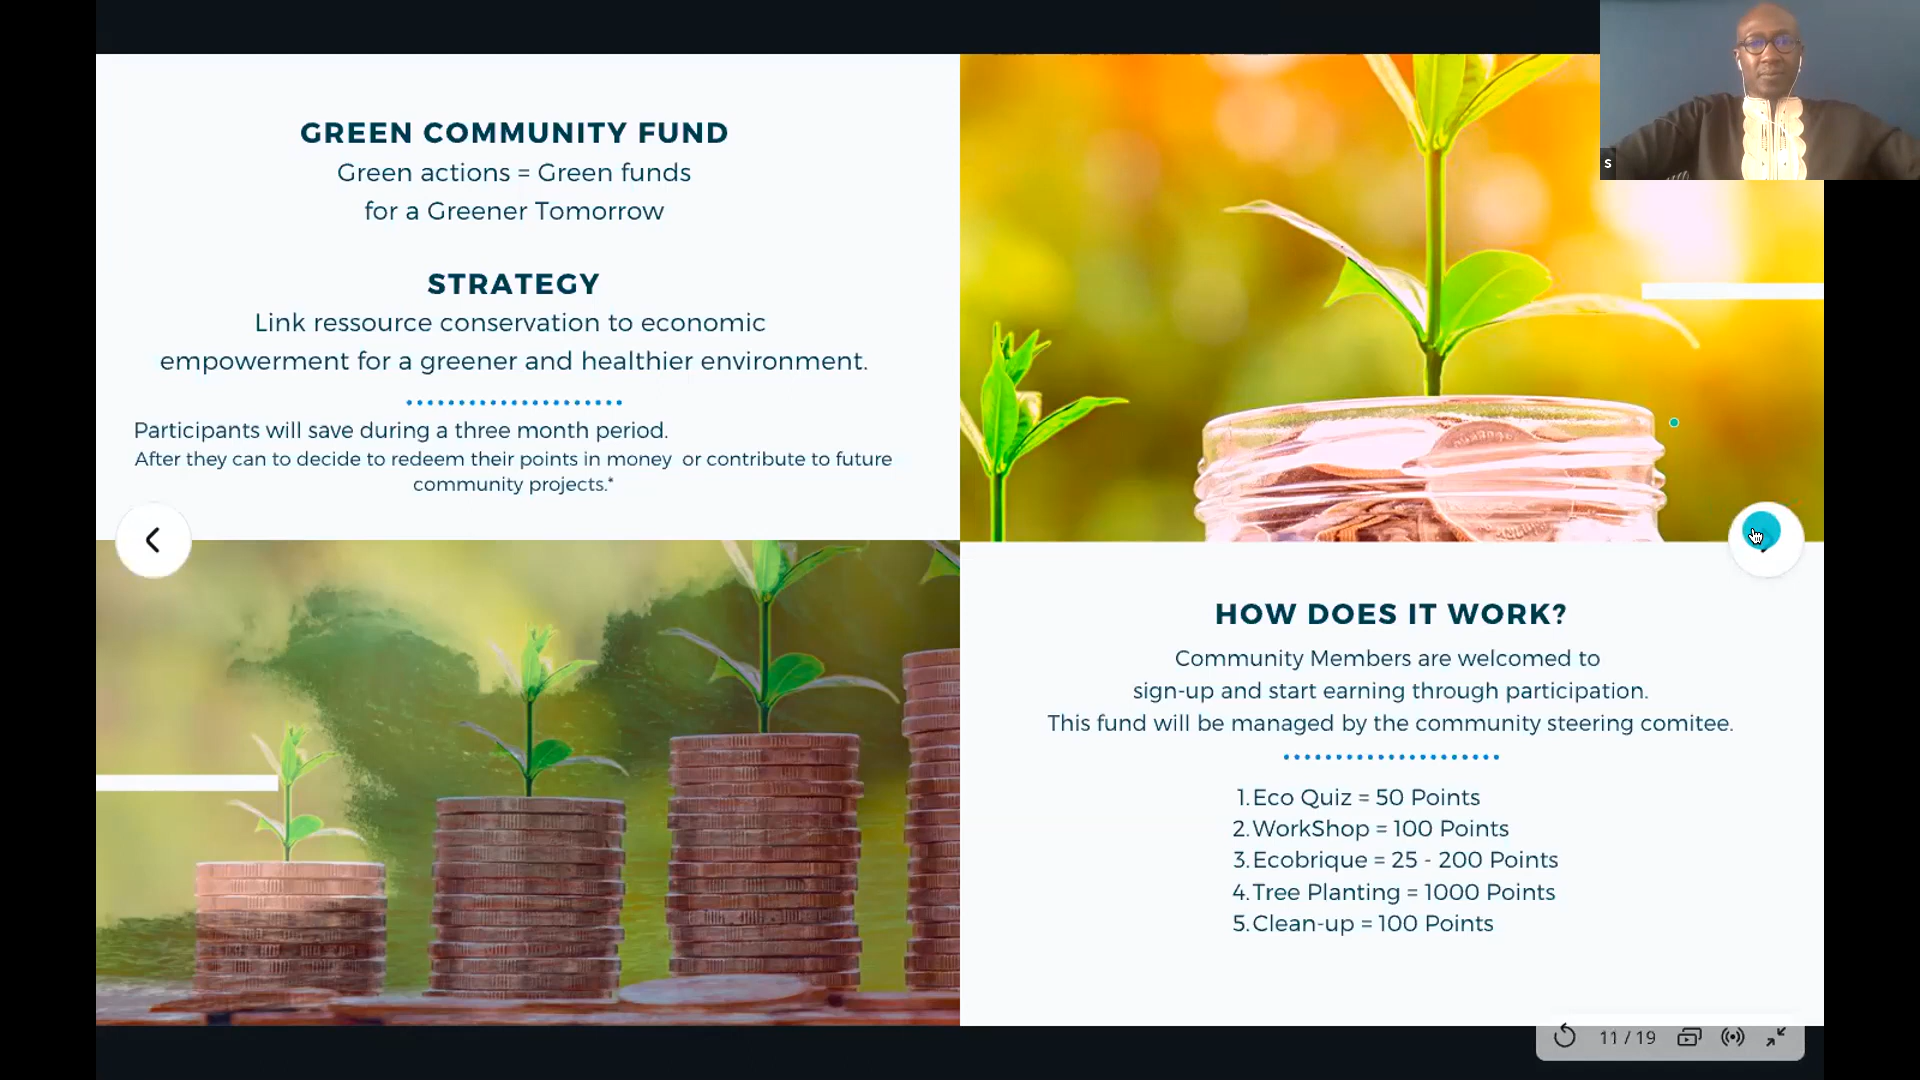 GREEN COMMUNITY FUND
Green actions = Green funds
for a Greener Tomorrow
STRATEGY
Link ressource conservation to economic
empowerment for a greener and healthier environment.
Participants will save during a three month period.
After they can to decide to redeem their points in money or contribute to future
community projects.*
HOW DOES IT WORK?
Community Members are welcomed to
sign-up and start earning through participation.
This fund will be managed by the community steering comitee.
1.Eco Quiz = 50 Points
2.WorkShop = 100 Points
3.Ecobrique = 25 - 200 Points
4.Tree Planting = 1000 Points
5.Clean-up = 100 Points
S
11 / 19